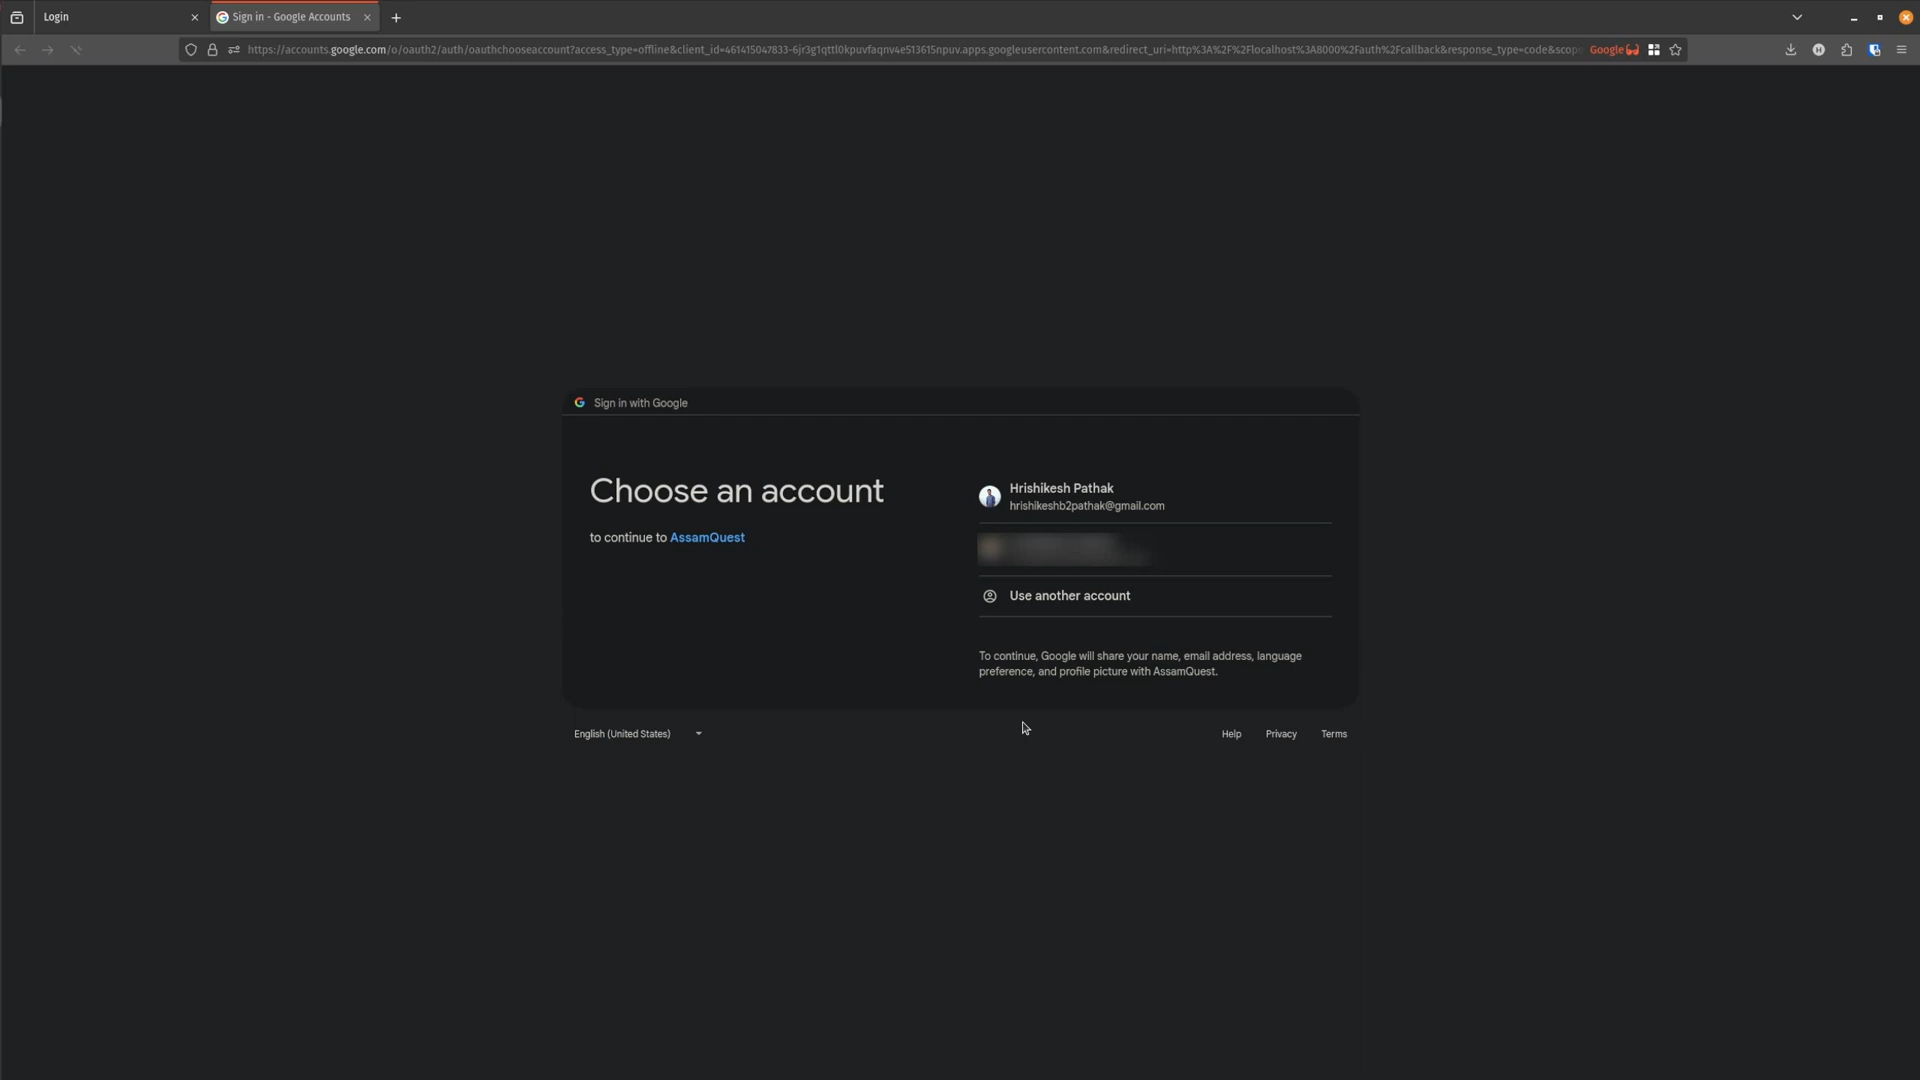 Login
Sign in - Google Accounts
https://accounts.google.com/o/oauth2/auth/oauthchooseaccount?access_type=offline&client_id=461415047833-6jr3g1qttl0kpuvfaqnv4e513615npuv.apps.googleusercontent.com&redirect_uri=http%3A%2F%2Flocalhost%3A8000%2Fauth%2Fcallback&response_type=code&scop
Google
Sign in with Google
Choose an account
to continue to AssamQuest
Hrishikesh Pathak
hrishikeshb2pathak@gmail.com
Use another account
To continue, Google will share your name, email address, language
preference, and profile picture with AssamQuest.
English (United States)
Help Privacy Terms